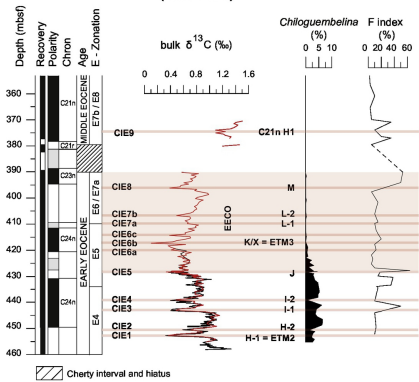 Depth (mbsf)
Recovery
Polarity
Chron
Age
E - Zonation
bulk δ¹³C (‰)
Chiloguembelina
(%)
F index
(%)
0 0.4 0.8 1.2 1.6
0 5 10
0 20 40 60
360
370
380
390
400
410
420
430
440
450
460
C21n
C21r
C23n
C24n
C24n
MIDDLE EOCENE
EARLY EOCENE
E7b / E8
E6 / E7a
E5
E4
EECO
CIE9
C21n H1
CIE8
M
CIE7b
L-2
CIE7a
L-1
CIE6c
CIE6b
K/X = ETM3
CIE6a
CIE5
J
CIE4
I-2
CIE3
I-1
CIE2
H-2
CIE1
H-1 = ETM2
Cherty interval and hiatus